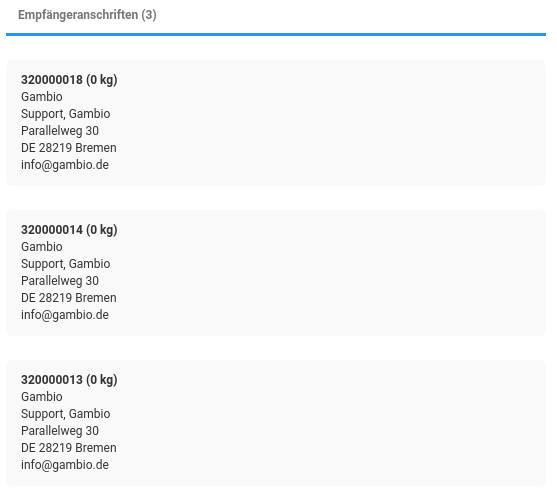 Empfängeranschriften (3)
320000018 (0 kg)
Gambio
Support, Gambio
Parallelweg 30
DE 28219 Bremen
info@gambio.de
320000014 (0 kg)
Gambio
Support, Gambio
Parallelweg 30
DE 28219 Bremen
info@gambio.de
320000013 (0 kg)
Gambio
Support, Gambio
Parallelweg 30
DE 28219 Bremen
info@gambio.de